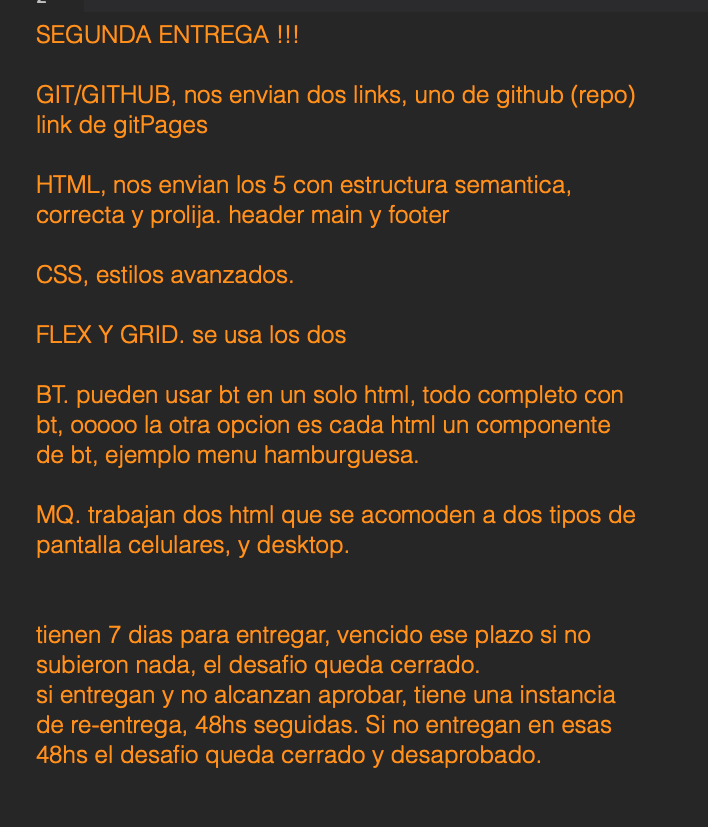 SEGUNDA ENTREGA !!!
GIT/GITHUB, nos envian dos links, uno de github (repo)
link de gitPages
HTML, nos envian los 5 con estructura semantica,
correcta y prolija. header main y footer
CSS, estilos avanzados.
FLEX Y GRID. se usa los dos
BT. pueden usar bt en un solo html, todo completo con
bt, ooooo la otra opcion es cada html un componente
de bt, ejemplo menu hamburguesa.
MQ. trabajan dos html que se acomoden a dos tipos de
pantalla celulares, y desktop.
tienen 7 dias para entregar, vencido ese plazo si no
subieron nada, el desafio queda cerrado.
si entregan y no alcanzan aprobar, tiene una instancia
de re-entrega, 48hs seguidas. Si no entregan en esas
48hs el desafio queda cerrado y desaprobado.